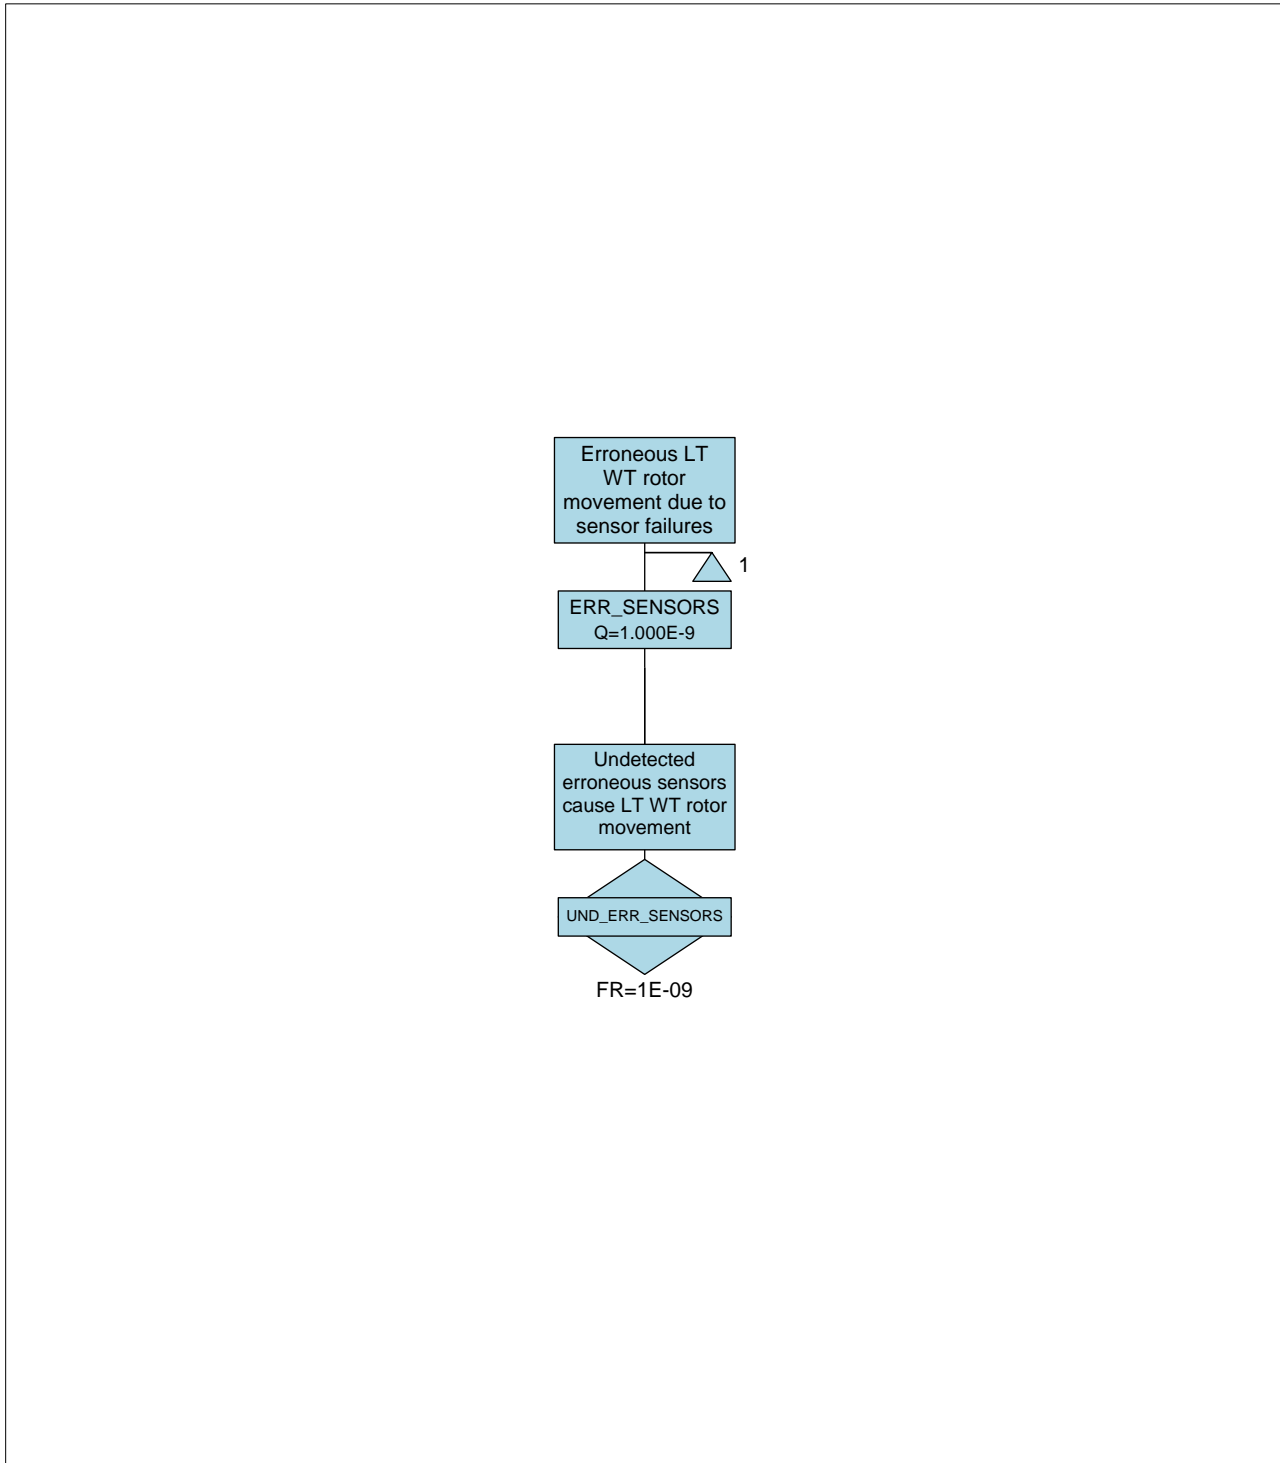 Erroneous LT
WT rotor
movement due to
sensor failures
1
ERR_SENSORS
Q=1.000E-9
Undetected
erroneous sensors
cause LT WT rotor
movement
UND_ERR_SENSORS
FR=1E-09